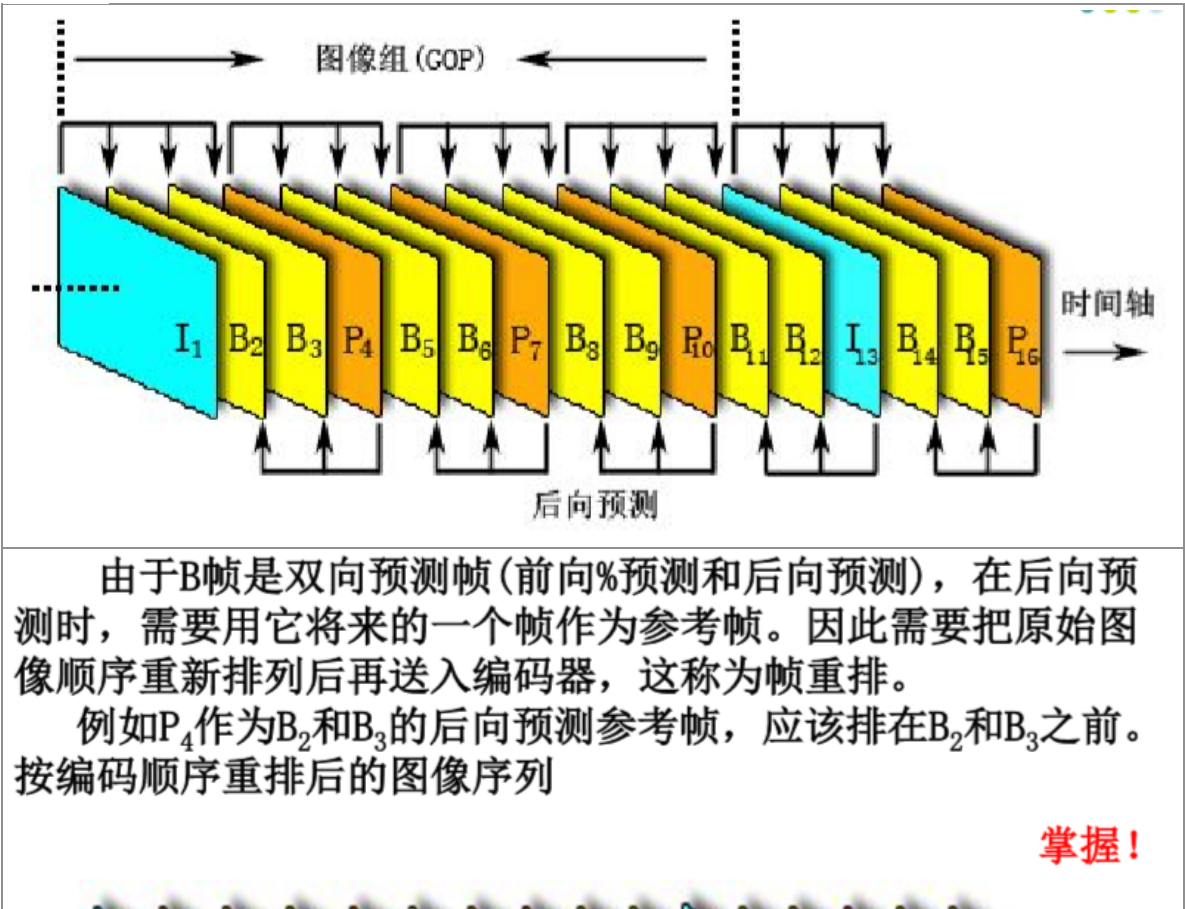 图像组(GOP)
I₁ B₂ B₃ P₄ B₅ B₆ P₇ B₈ B₉ P₁₀ B₁₁ B₁₂ I₁₃ B₁₄ B₁₅ P₁₆
时间轴
后向预测
由于B帧是双向预测帧(前向%预测和后向预测)，在后向预
测时，需要用它将来的一个帧作为参考帧。因此需要把原始图
像顺序重新排列后再送入编码器，这称为帧重排。
例如P₄作为B₂和B₃的后向预测参考帧，应该排在B₂和B₃之前。
按编码顺序重排后的图像序列
掌握！